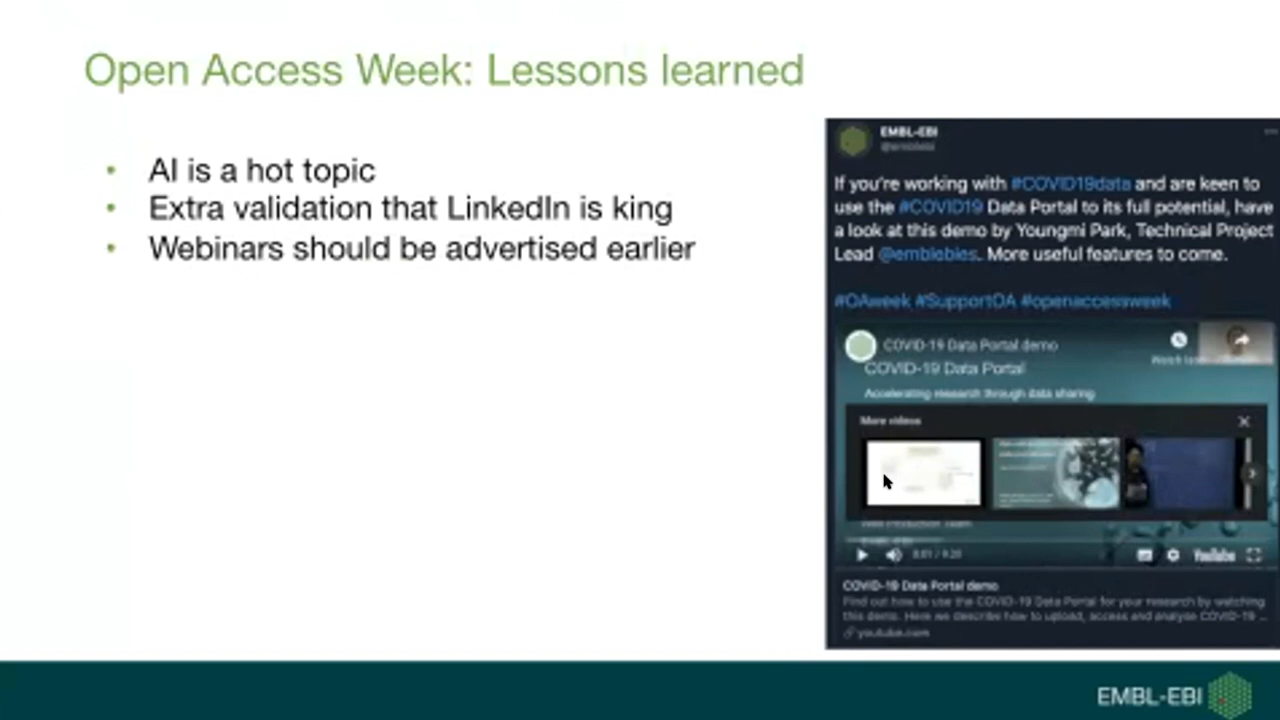 Open Access Week: Lessons learned
• AI is a hot topic
• Extra validation that LinkedIn is king
• Webinars should be advertised earlier
EMBL-EBI
@emblebi
If you're working with #COVID19data and are keen to
use the #COVID19 Data Portal to its full potential, have
a look at this demo by Youngmi Park, Technical Project
Lead @emblebies. More useful features to come.
#OAweek #SupportOA #openaccessweek
COVID-19 Data Portal demo
COVID-19 Data Portal
Accelerating research through data sharing
More videos
YouTube
COVID-19 Data Portal demo
Find out how to use the COVID-19 Data Portal for your research by watching
this demo. Here we describe how to upload, access and analyse COVID-19 ...
youtube.com
EMBL-EBI